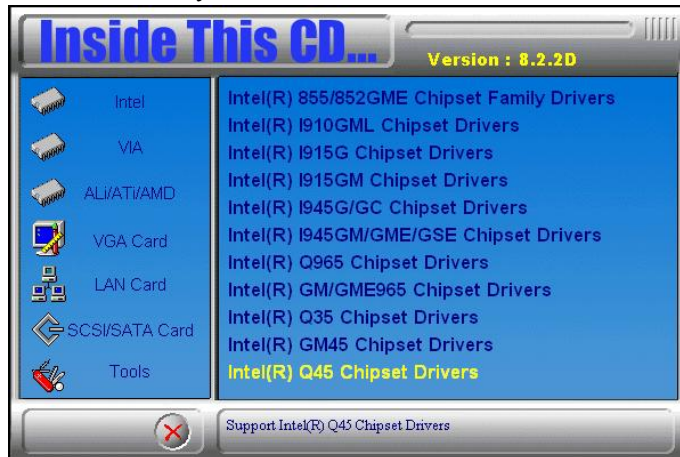 Inside This CD...
Version : 8.2.2D
Intel
VIA
ALi/ATi/AMD
VGA Card
LAN Card
SCSI/SATA Card
Tools
Intel(R) 855/852GME Chipset Family Drivers
Intel(R) I910GML Chipset Drivers
Intel(R) I915G Chipset Drivers
Intel(R) I915GM Chipset Drivers
Intel(R) I945G/GC Chipset Drivers
Intel(R) I945GM/GME/GSE Chipset Drivers
Intel(R) Q965 Chipset Drivers
Intel(R) GM/GME965 Chipset Drivers
Intel(R) Q35 Chipset Drivers
Intel(R) GM45 Chipset Drivers
Intel(R) Q45 Chipset Drivers
Support Intel(R) Q45 Chipset Drivers